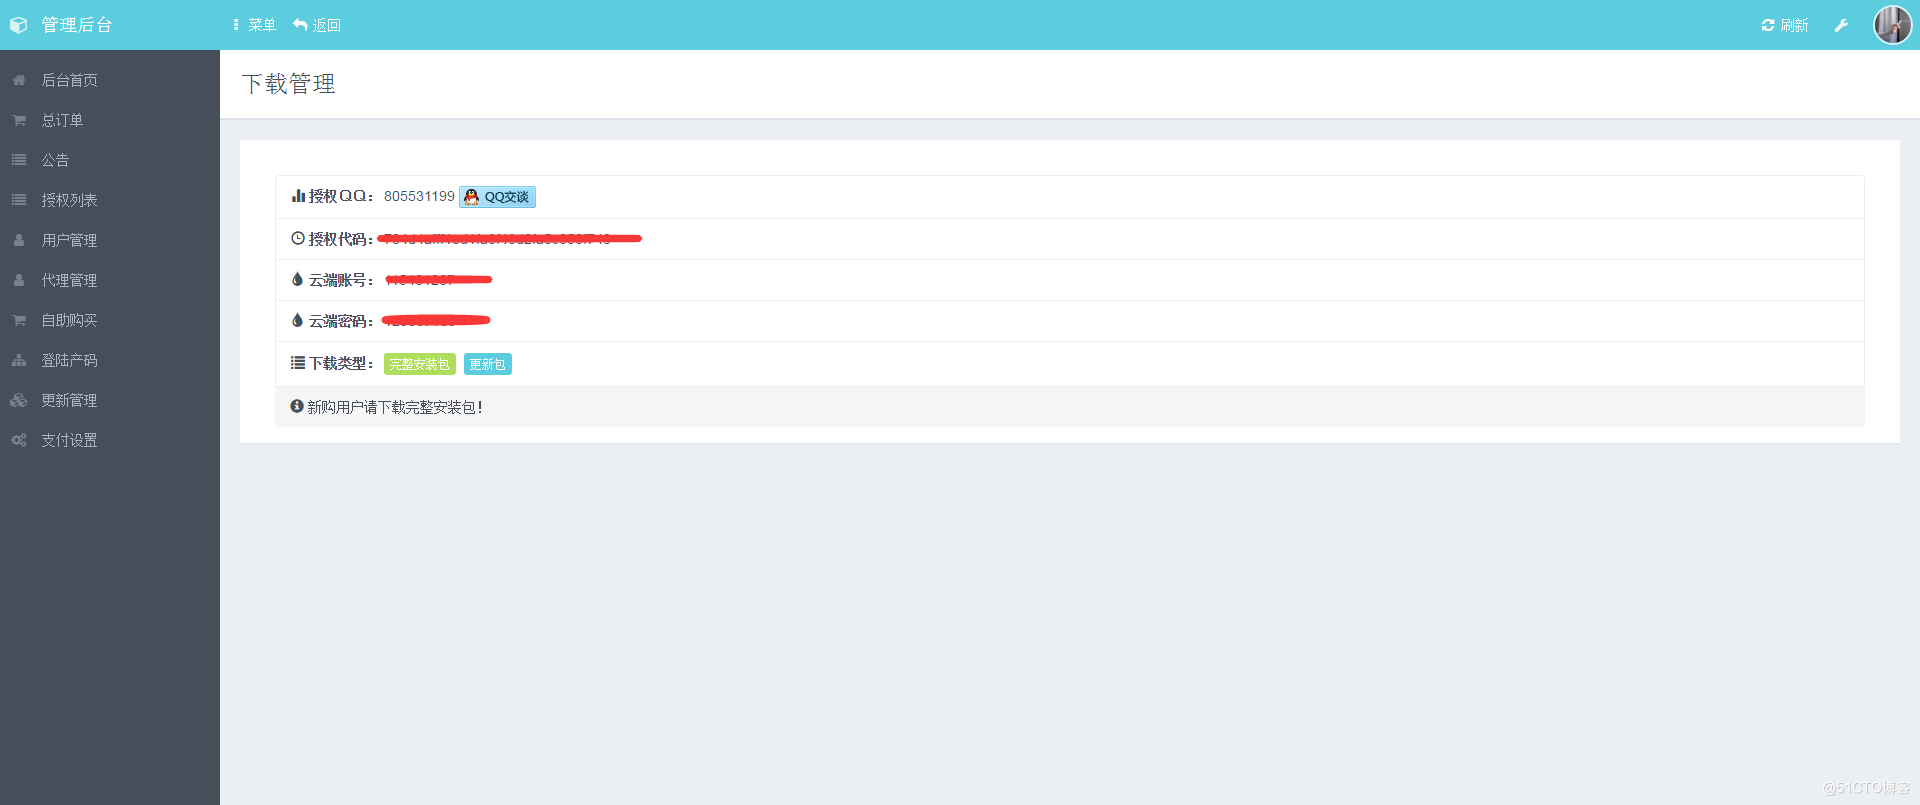 管理后台
菜单 返回
刷新
后台首页
总订单
公告
授权列表
用户管理
代理管理
自助购买
登陆产码
更新管理
支付设置
下载管理
授权QQ： 805531199 QQ交谈
授权代码：
云端账号：
云端密码：
下载类型： 完整安装包 更新包
新购用户请下载完整安装包！
@51CTO博客